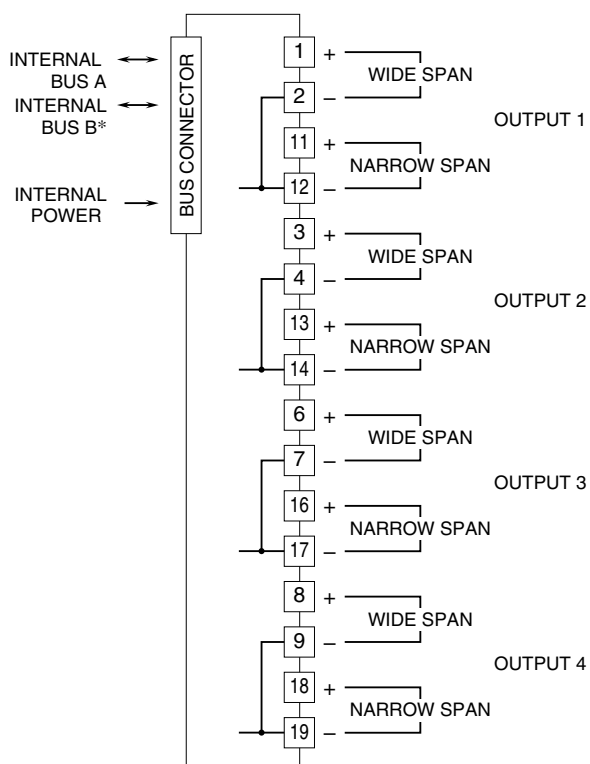 INTERNAL
BUS A
INTERNAL
BUS B*
INTERNAL
POWER
BUS CONNECTOR
1 +
WIDE SPAN
2 –
OUTPUT 1
11 +
NARROW SPAN
12 –
3 +
WIDE SPAN
4 –
OUTPUT 2
13 +
NARROW SPAN
14 –
6 +
WIDE SPAN
7 –
OUTPUT 3
16 +
NARROW SPAN
17 –
8 +
WIDE SPAN
9 –
OUTPUT 4
18 +
NARROW SPAN
19 –